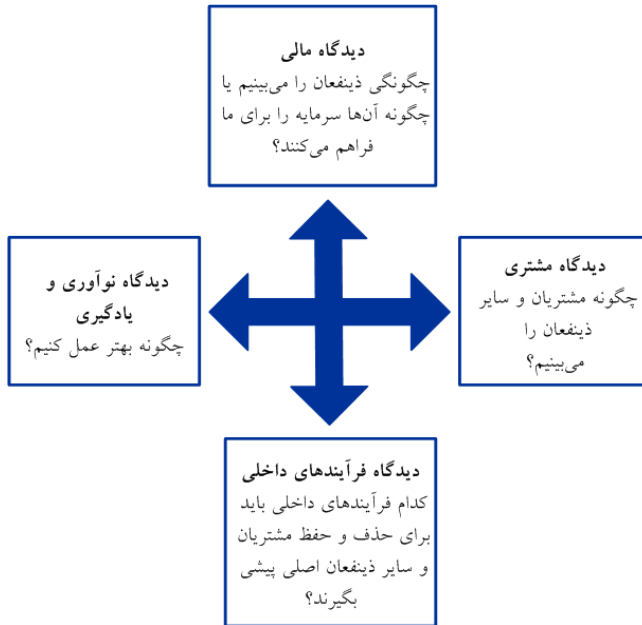 دیدگاه مالی
چگونگی ذینفعان را می‌بینیم یا
چگونه آن‌ها سرمایه را برای ما
فراهم می‌کنند؟
دیدگاه مشتری
چگونه مشتریان و سایر
ذینفعان را
می‌بینیم؟
دیدگاه نوآوری و
یادگیری
چگونه بهتر عمل کنیم؟
دیدگاه فرآیندهای داخلی
کدام فرآیندهای داخلی باید
برای حذف و حفظ مشتریان
و سایر ذینفعان اصلی پیشی
بگیرند؟